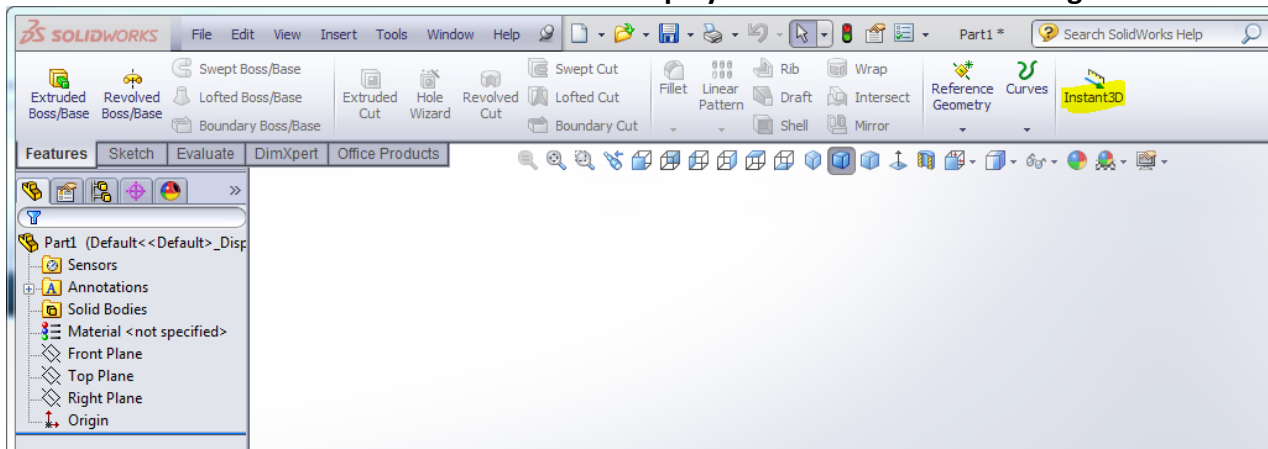 SOLIDWORKS File Edit View Insert Tools Window Help Part1 * Search SolidWorks Help
Extruded Boss/Base
Revolved Boss/Base
Swept Boss/Base
Lofted Boss/Base
Boundary Boss/Base
Extruded Cut
Hole Wizard
Revolved Cut
Swept Cut
Lofted Cut
Boundary Cut
Fillet
Linear Pattern
Rib
Draft
Shell
Wrap
Intersect
Mirror
Reference Geometry
Curves
Instant3D
Features Sketch Evaluate DimXpert Office Products
Part1 (Default<<Default>_Disp
Sensors
A Annotations
Solid Bodies
Material <not specified>
Front Plane
Top Plane
Right Plane
Origin